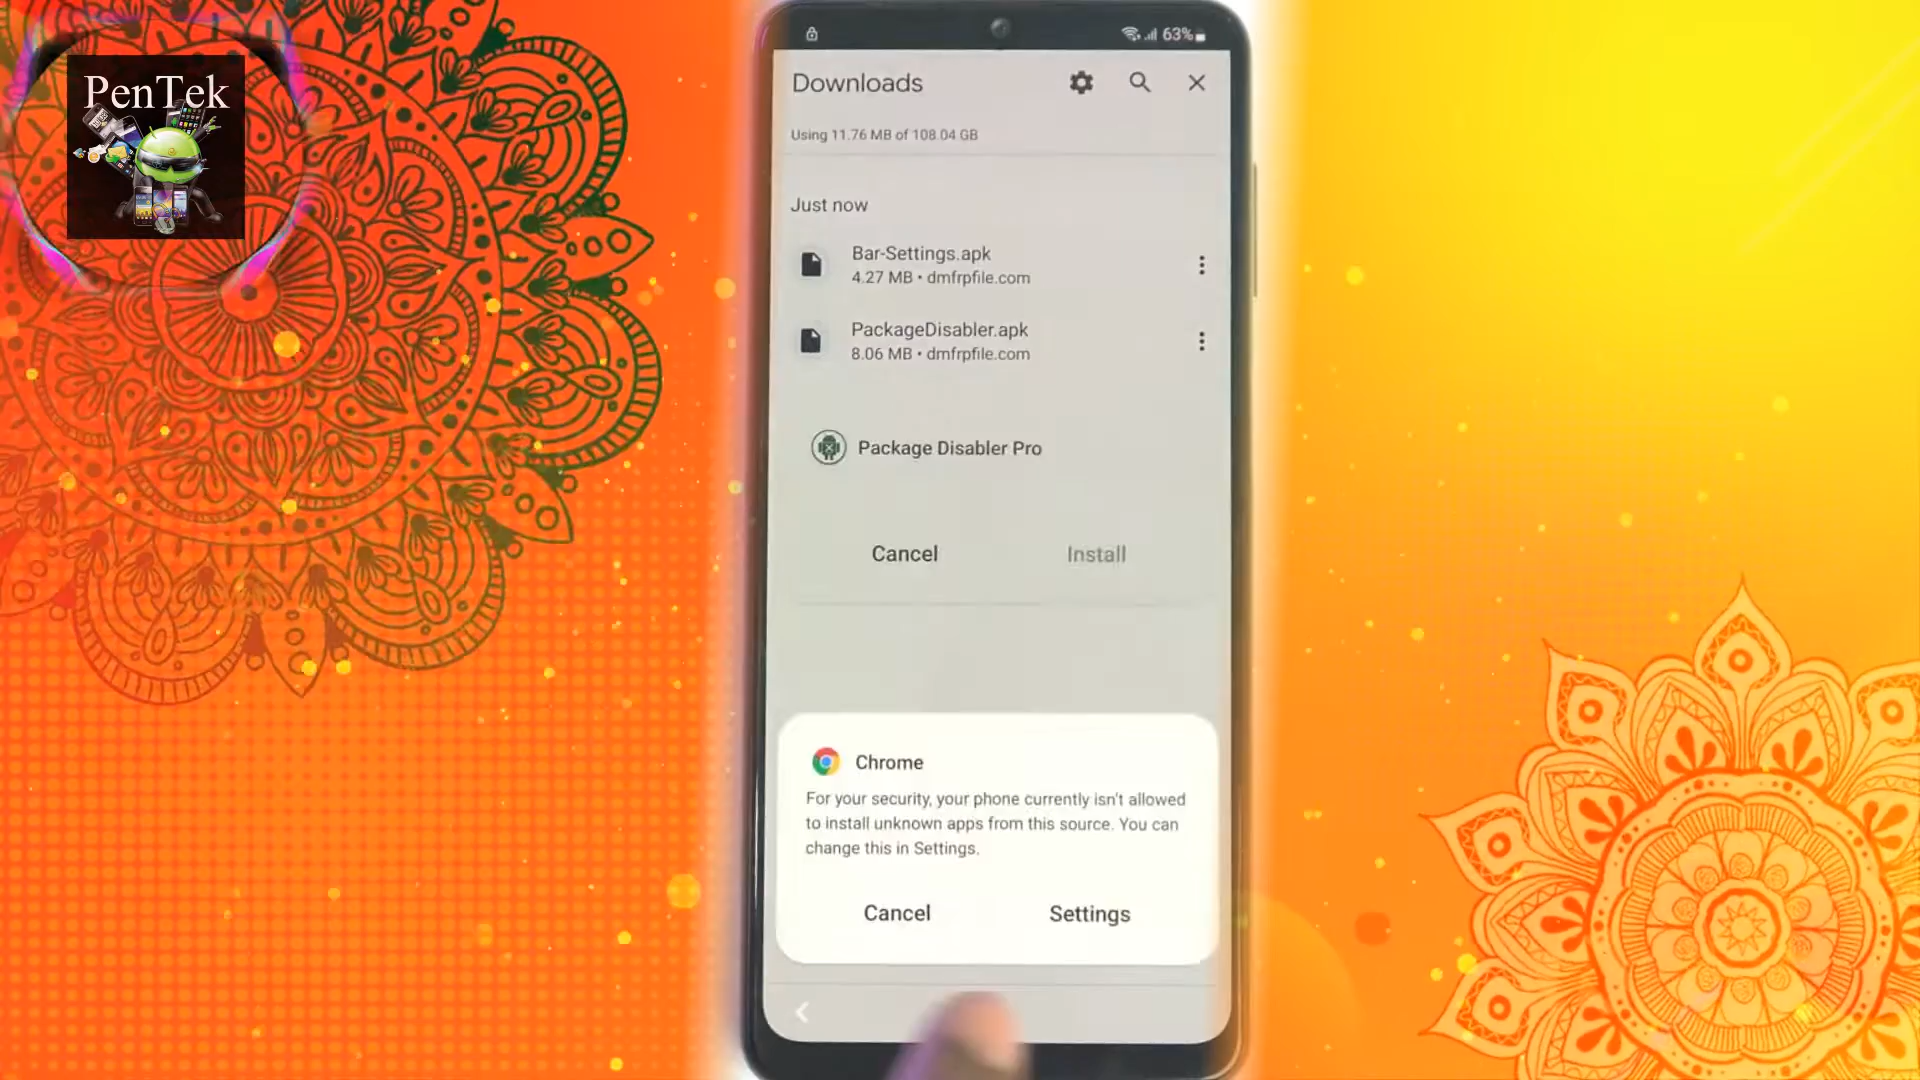 PenTek
63%
Downloads
Using 11.76 MB of 108.04 GB
Just now
Bar-Settings.apk
4.27 MB • dmfrpfile.com
PackageDisabler.apk
8.06 MB • dmfrpfile.com
Package Disabler Pro
Cancel Install
Chrome
For your security, your phone currently isn't allowed
to install unknown apps from this source. You can
change this in Settings.
Cancel Settings